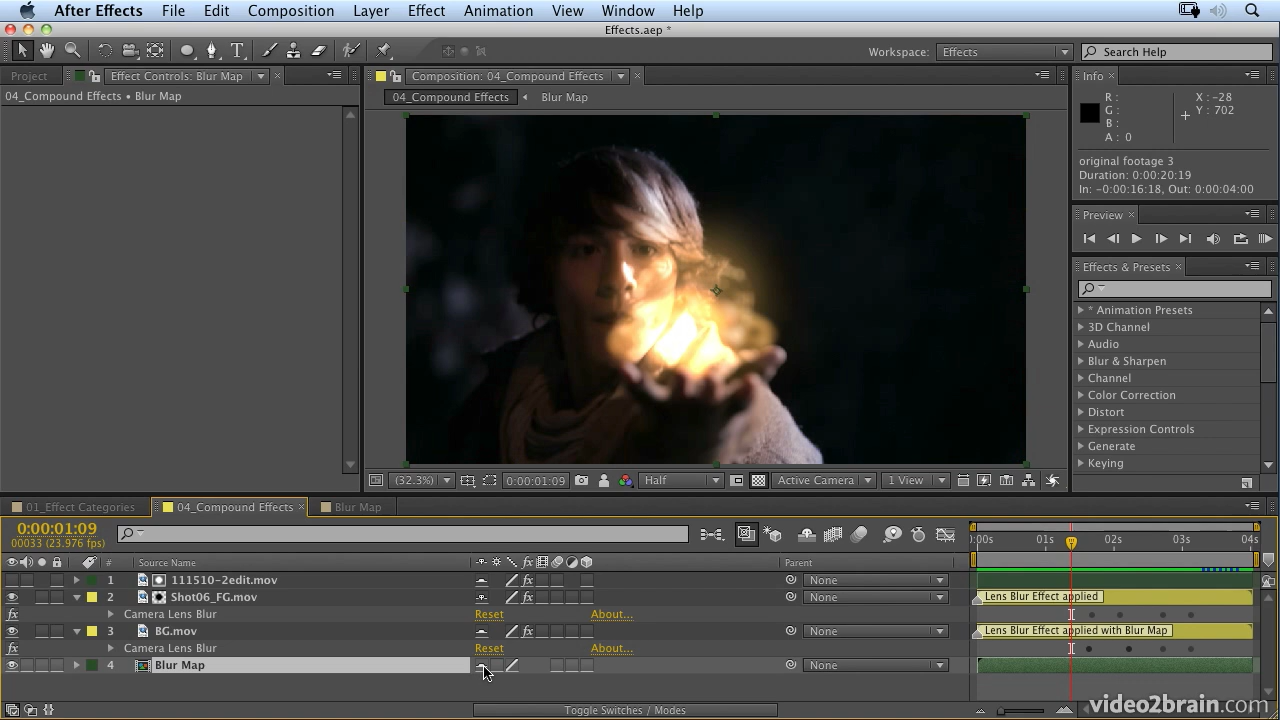 After Effects File Edit Composition Layer Effect Animation View Window Help
Effects.aep *
Workspace: Effects Search Help
Project Effect Controls: Blur Map
Composition: 04_Compound Effects
Info
04_Compound Effects • Blur Map
04_Compound Effects Blur Map
R :
G :
B :
A : 0
X : -28
Y : 702
original footage 3
Duration: 0:00:20:19
In: -0:00:16:18, Out: 0:00:04:00
Preview
Effects & Presets
* Animation Presets
3D Channel
Audio
Blur & Sharpen
Channel
Color Correction
Distort
Expression Controls
Generate
Keying
(32.3%) 0:00:01:09 Half Active Camera 1 View
01_Effect Categories 04_Compound Effects Blur Map
0:00:01:09
00033 (23.976 fps)
:00s 01s 02s 03s 04s
# Source Name fx Parent
1 111510-2edit.mov fx None
2 Shot06_FG.mov fx None Lens Blur Effect applied
fx Camera Lens Blur Reset About...
3 BG.mov fx None Lens Blur Effect applied with Blur Map
fx Camera Lens Blur Reset About...
4 Blur Map None
Toggle Switches / Modes
video2brain.com